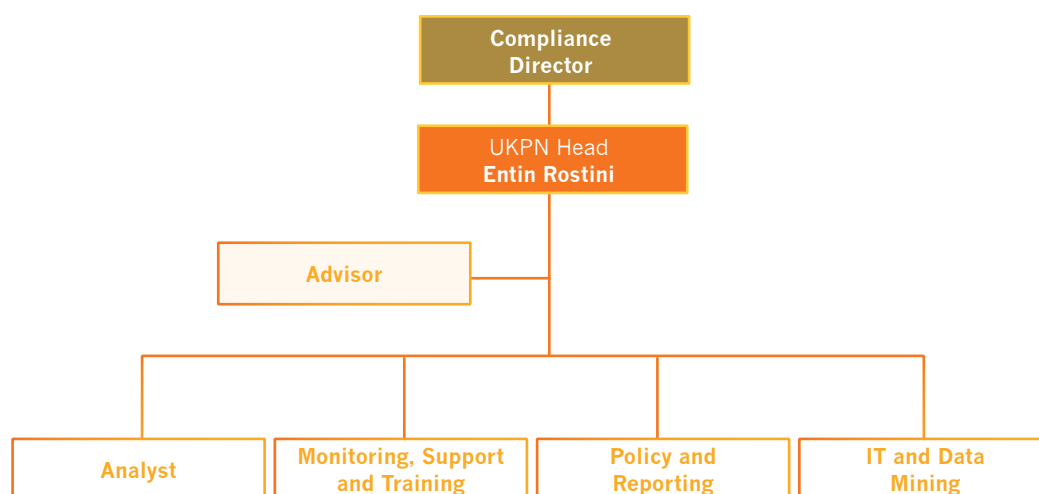 Compliance
Director
UKPN Head
Entin Rostini
Advisor
Analyst
Monitoring, Support
and Training
Policy and
Reporting
IT and Data
Mining